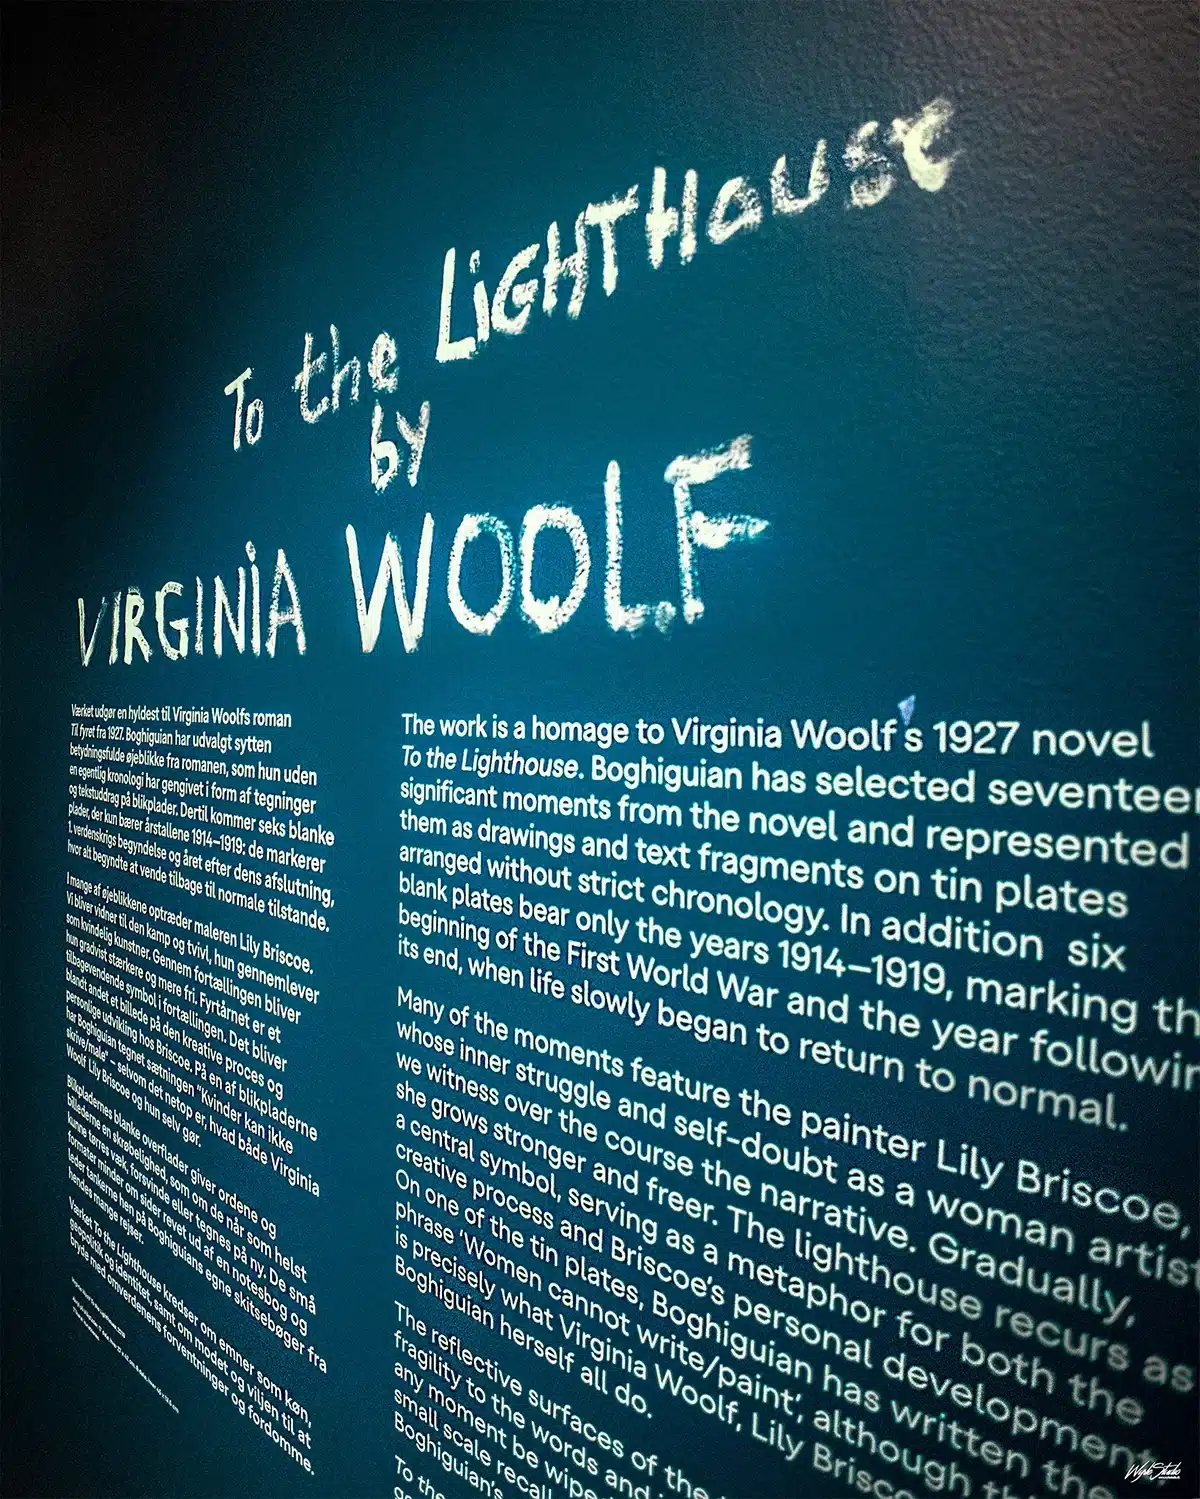 To the LiGHTHouse
by
VIRGINiA WOOLF
Værket udgør en hyldest til Virginia Woolfs roman
Til fyret fra 1927. Boghiguian har udvalgt sytten
betydningsfulde øjeblikke fra romanen, som hun uden
en egentlig kronologi har gengivet i form af tegninger
og tekstuddrag på blikplader. Dertil kommer seks blanke
plader, der kun bærer årstallene 1914–1919: de markerer
1. verdenskrigs begyndelse og året efter dens afslutning,
hvor alt begyndte at vende tilbage til normale tilstande.
I mange af øjeblikkene optræder maleren Lily Briscoe.
Vi bliver vidner til den kamp og tvivl, hun gennemlever
som kvindelig kunstner. Gennem fortællingen bliver
hun gradvist stærkere og mere fri. Fyrtårnet er et
tilbagevendende symbol i fortællingen. Det bliver
blandt andet et billede på den kreative proces og
personlige udvikling hos Briscoe. På en af blikpladerne
har Boghiguian tegnet sætningen "Kvinder kan ikke
skrive/male", selvom det netop er, hvad både Virginia
Woolf, Lily Briscoe og hun selv gør.
Blikpladernes blanke overflader giver ordene og
billederne en skrøbelighed, som om de når som helst
kunne tørres væk, forsvinde eller tegnes på ny. De små
formater minder om sider revet ud af en notesbog og
leder tankerne hen på Boghiguians egne skitsebøger fra
hendes mange rejser.
Værket To the Lighthouse kredser om emner som køn,
geopolitik og identitet, samt om modet og viljen til at
bryde med omverdenens forventninger og fordomme.
The work is a homage to Virginia Woolf's 1927 novel
To the Lighthouse. Boghiguian has selected seventeen
significant moments from the novel and represented
them as drawings and text fragments on tin plates
arranged without strict chronology. In addition six
blank plates bear only the years 1914–1919, marking th
beginning of the First World War and the year followin
its end, when life slowly began to return to normal.
Many of the moments feature the painter Lily Briscoe,
whose inner struggle and self-doubt as a woman artist
we witness over the course the narrative. Gradually,
she grows stronger and freer. The lighthouse recurs as
a central symbol, serving as a metaphor for both the
creative process and Briscoe's personal development.
On one of the tin plates, Boghiguian has written the
phrase 'Women cannot write/paint', although th
is precisely what Virginia Woolf, Lily Brisco
Boghiguian herself all do.
The reflective surfaces of the
fragility to the words and
any moment be wipe
small scale recall
Boghiguian's
To the